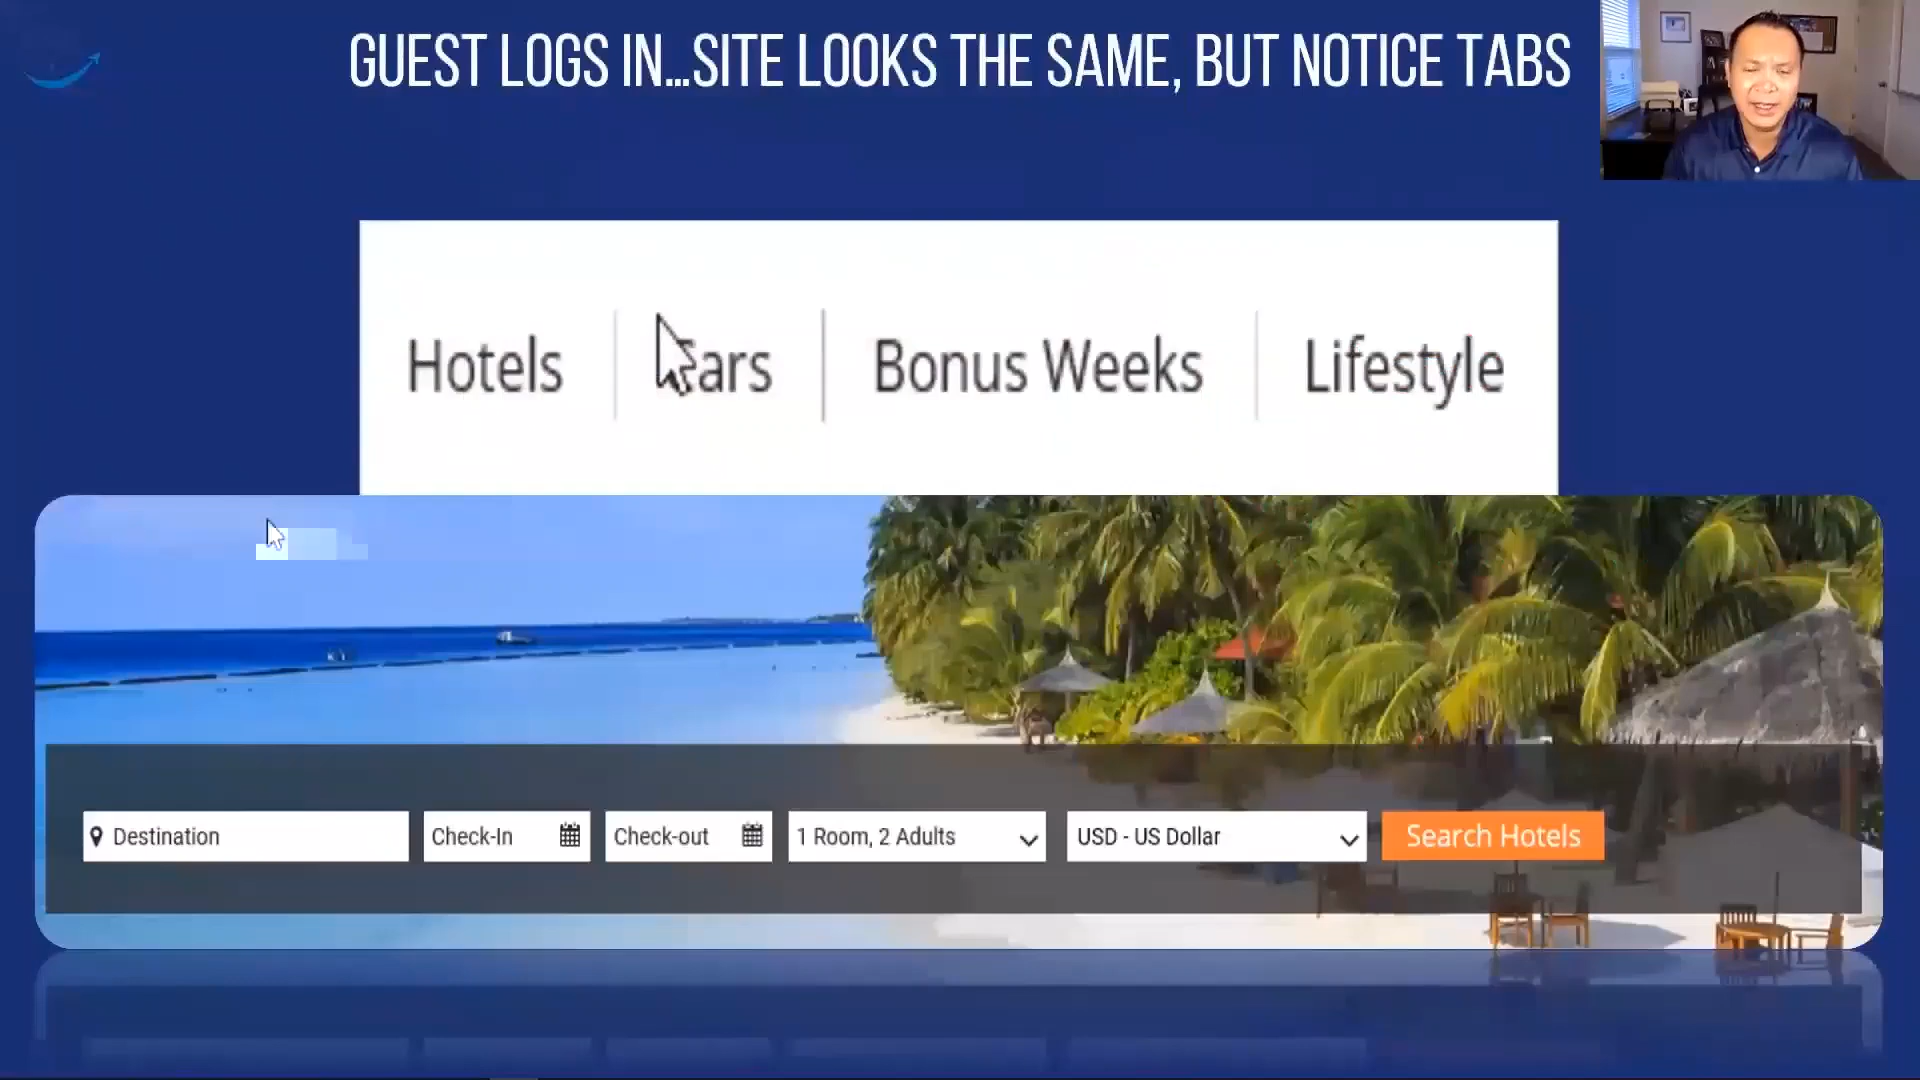 GUEST LOGS IN...SITE LOOKS THE SAME, BUT NOTICE TABS
Hotels Cars Bonus Weeks Lifestyle
Destination Check-In Check-out 1 Room, 2 Adults USD - US Dollar Search Hotels